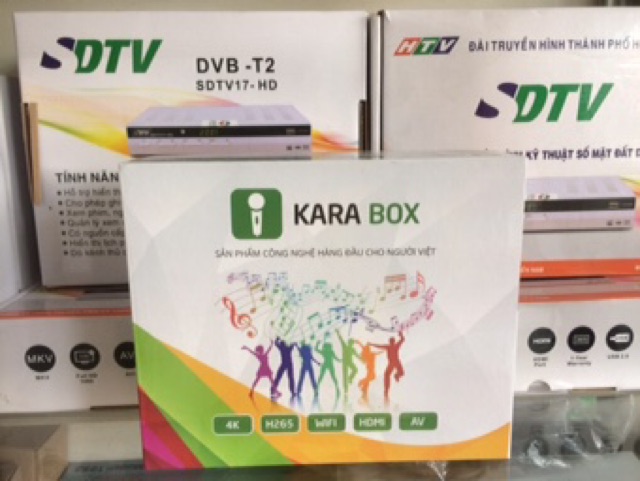 SDTV
DVB -T2
SDTV17- HD
TÍNH NĂN
HTV
ĐÀI TRUYỀN HÌNH THÀNH PHỐ H
SDTV
KỸ THUẬT SỐ MẶT ĐẤT D
KARA BOX
SẢN PHẨM CÔNG NGHỆ HÀNG ĐẦU CHO NGƯỜI VIỆT
4K
H265
WIFI
HDMI
AV
MKV
AV
HDMI